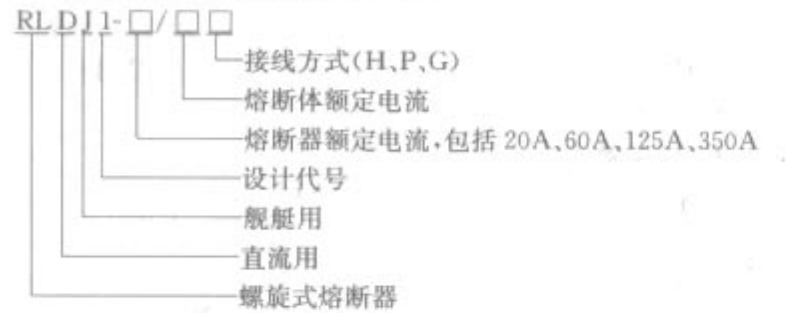 RLDJ1-□/□□
接线方式(H、P、G)
熔断体额定电流
熔断器额定电流,包括20A、60A、125A、350A
设计代号
舰艇用
直流用
螺旋式熔断器